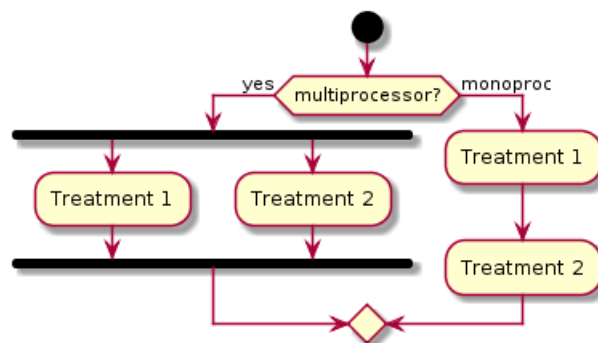 yes
multiprocessor?
monoproc
Treatment 1
Treatment 2
Treatment 1
Treatment 2